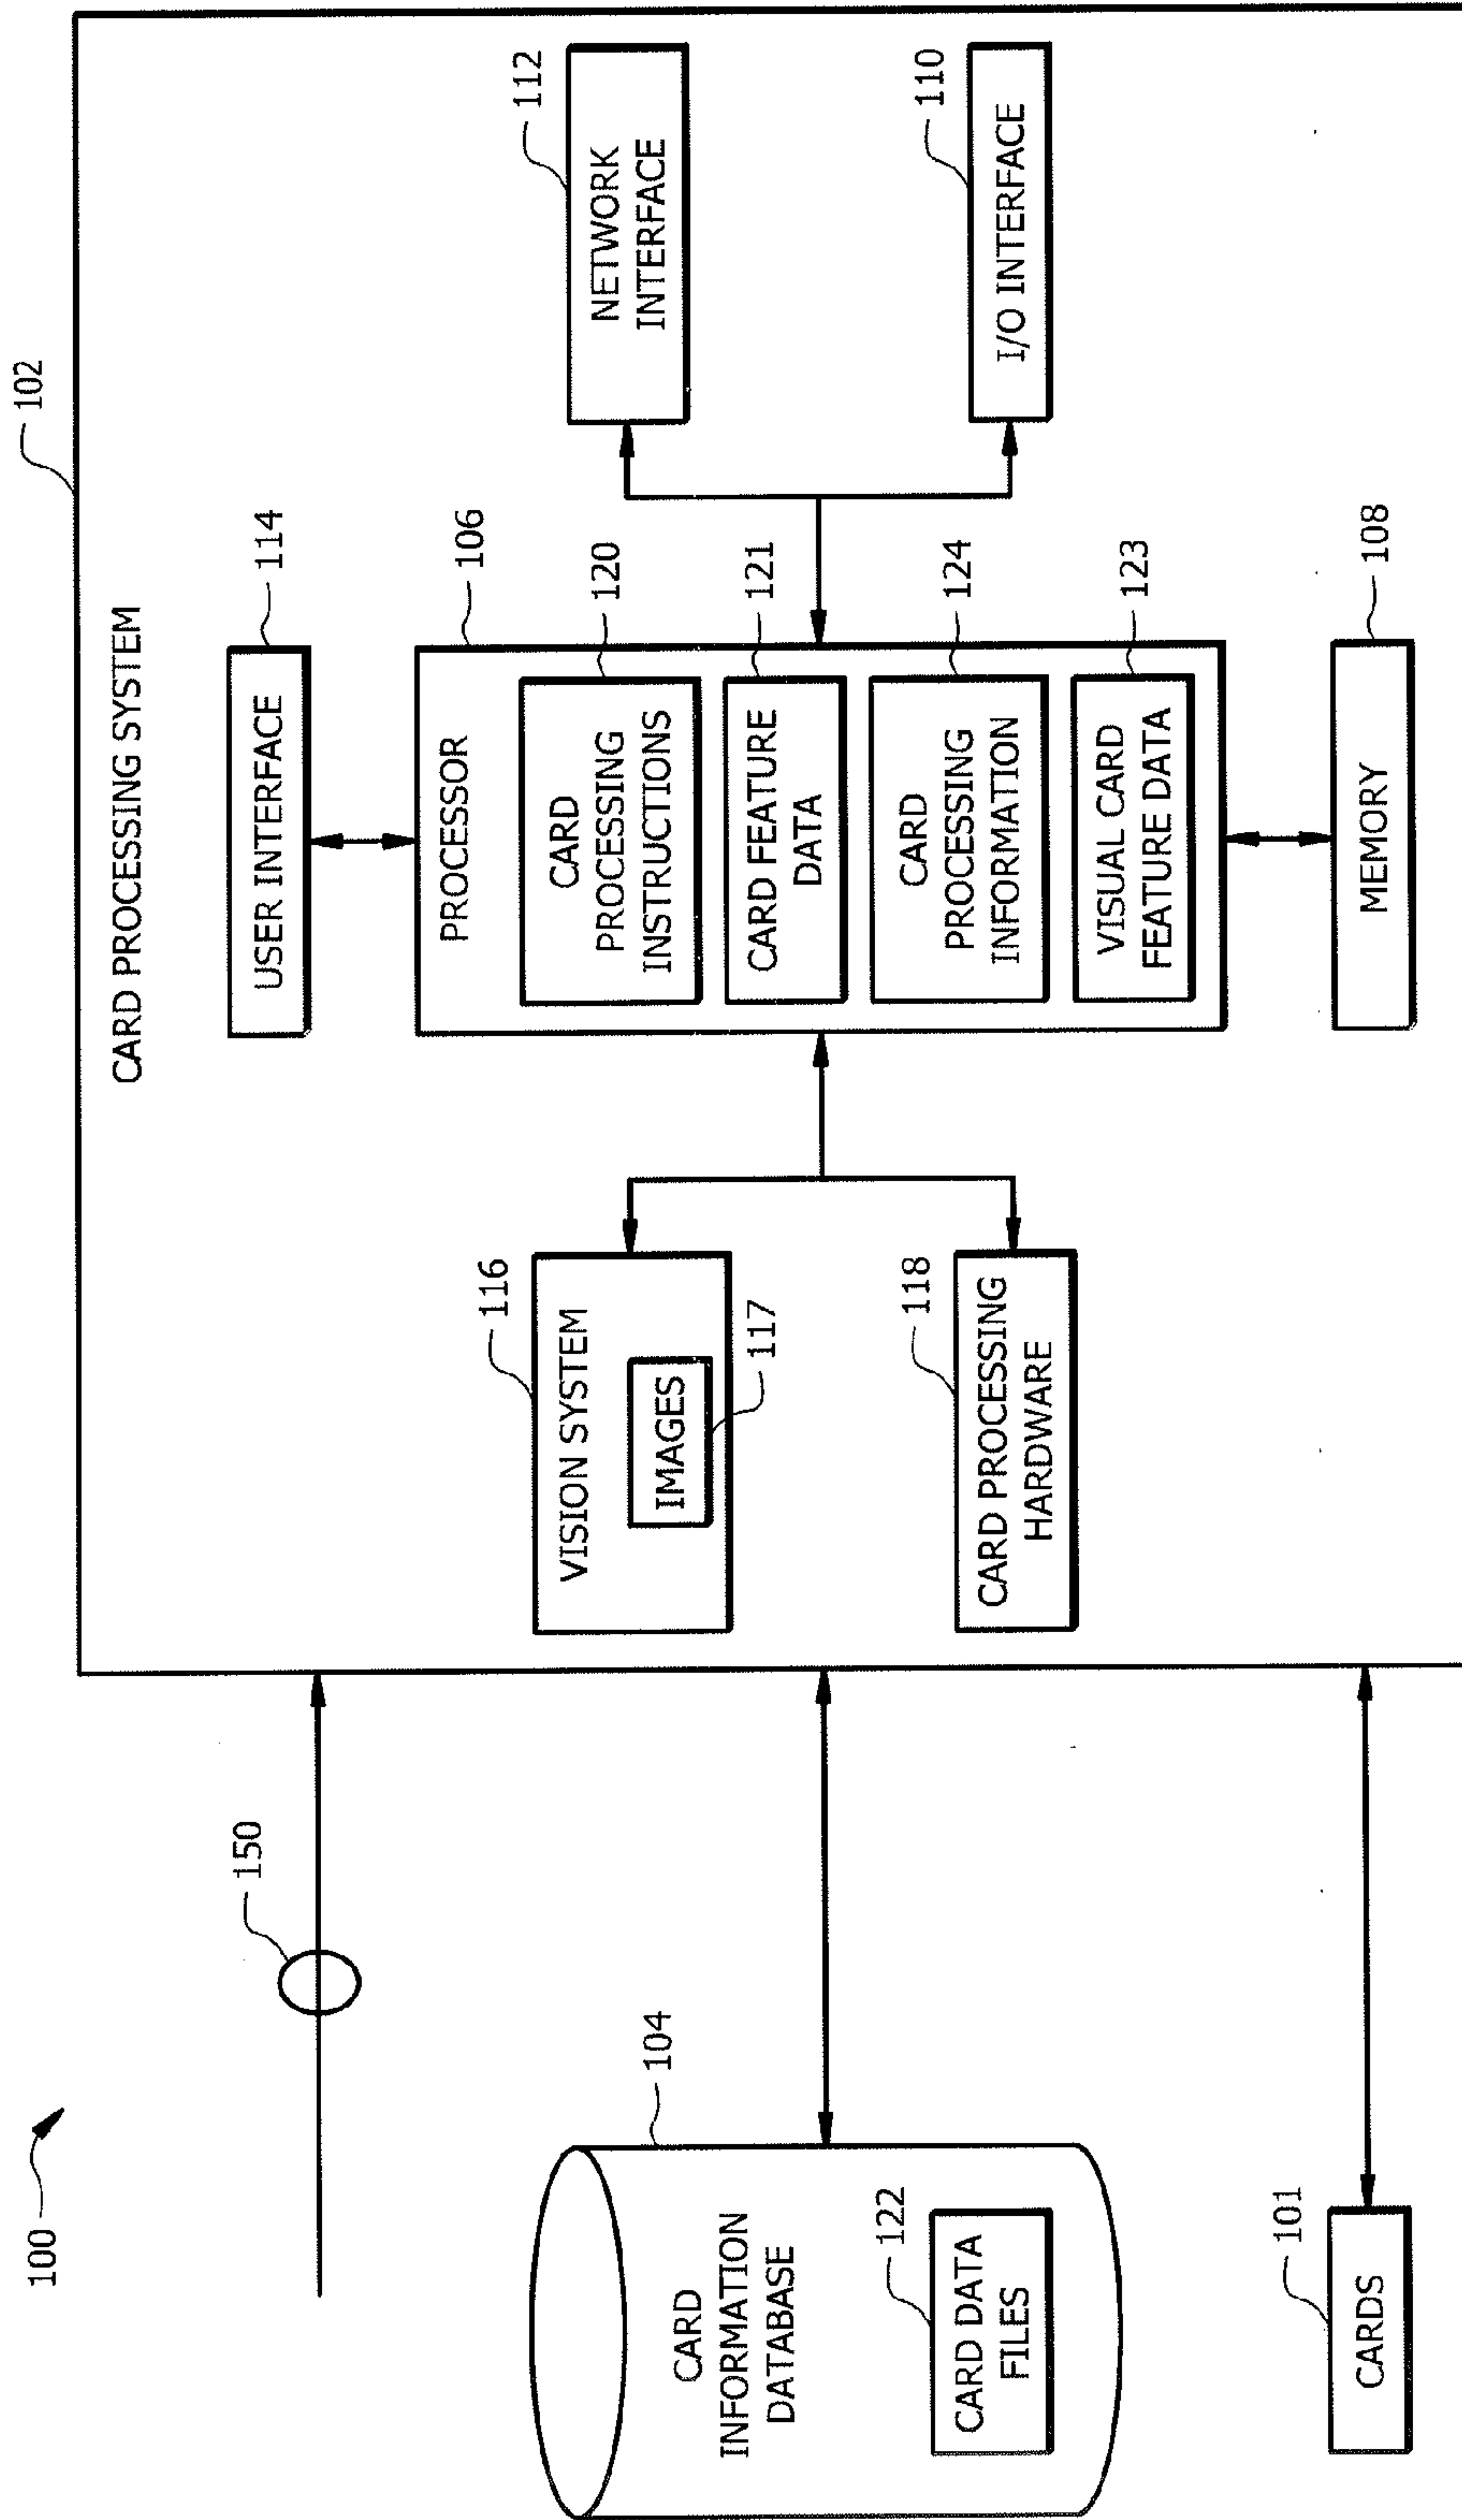 100
102
CARD PROCESSING SYSTEM
150
114
USER INTERFACE
104
CARD
INFORMATION
DATABASE
122
CARD DATA
FILES
116
VISION SYSTEM
IMAGES
117
118
CARD PROCESSING
HARDWARE
106
PROCESSOR
120
CARD
PROCESSING
INSTRUCTIONS
121
CARD FEATURE
DATA
124
CARD
PROCESSING
INFORMATION
123
VISUAL CARD
FEATURE DATA
112
NETWORK
INTERFACE
110
I/O INTERFACE
101
CARDS
108
MEMORY